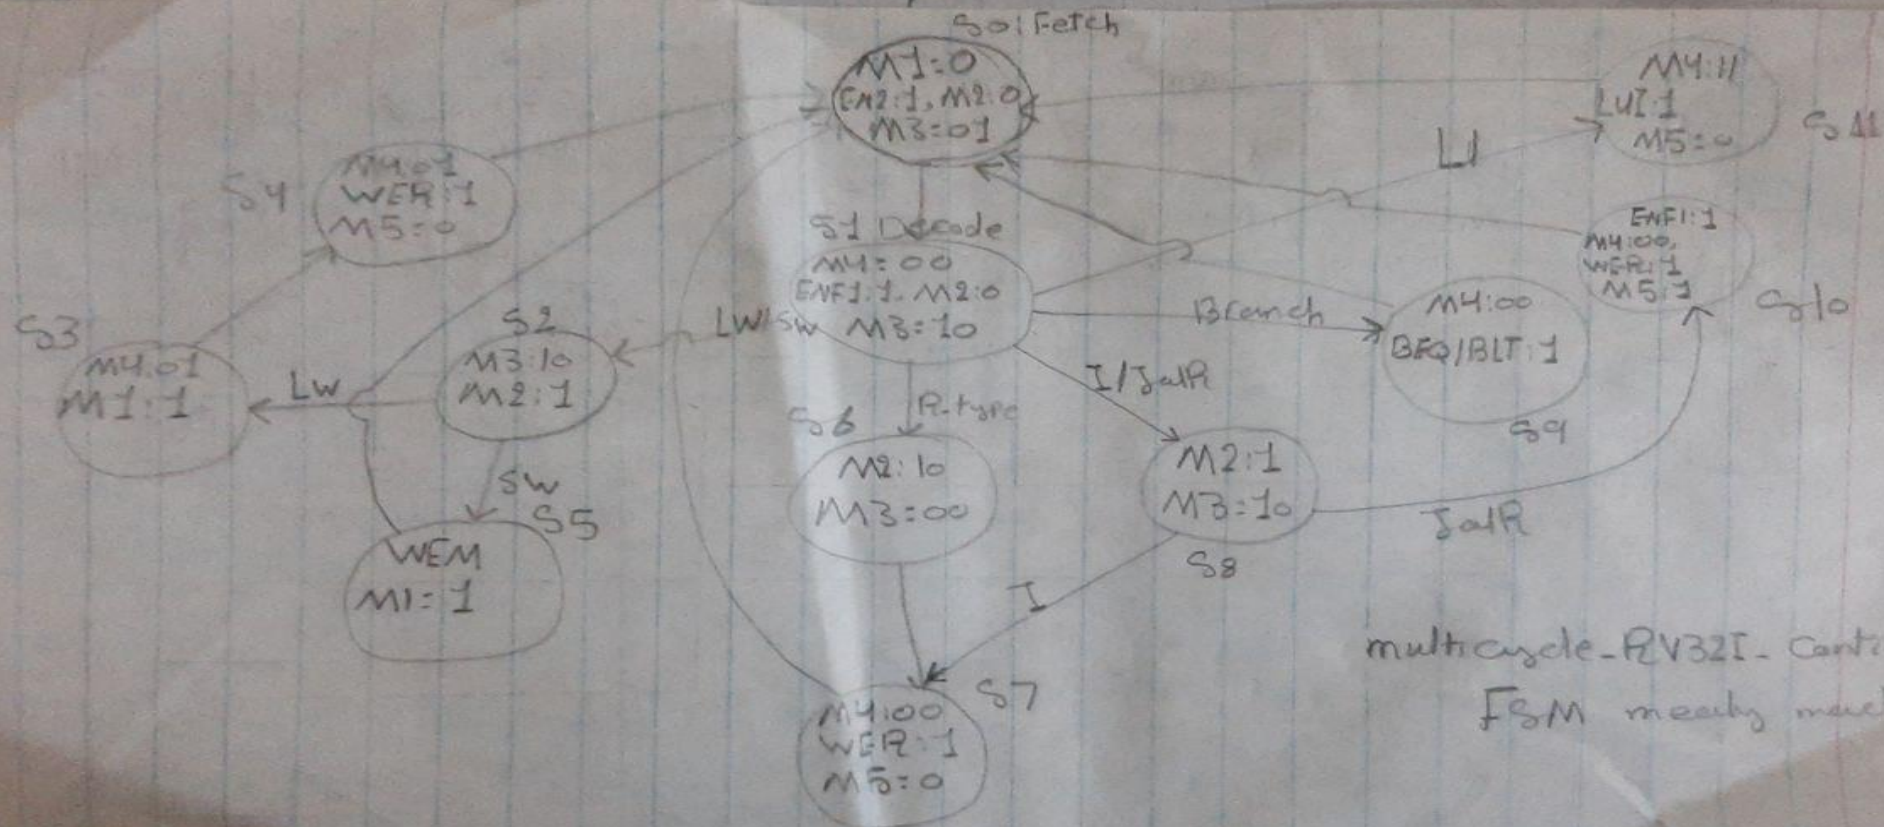 S0: Fetch
M1:0
EN2:1, M2:0
M3:01
M4:11
LUI:1
M5:0
S11
LUI
M4:01
WER:1
M5:0
S4
ENF1:1
M4:00,
WER:1
M5:1
S10
S1 Decode
M4:00
ENF1:1, M2:0
M3:10
LW/SW
Branch
M4:00
BEQ/BLT:1
S9
S3
M4:01
M1:1
LW
S2
M3:10
M2:1
I/JalR
R-type
S6
M2:10
M3:00
M2:1
M3:10
S8
JalR
SW
S5
WEM
M1:1
I
S7
M4:00
WER:1
M5:0
multicycle-RV32I-
FSM